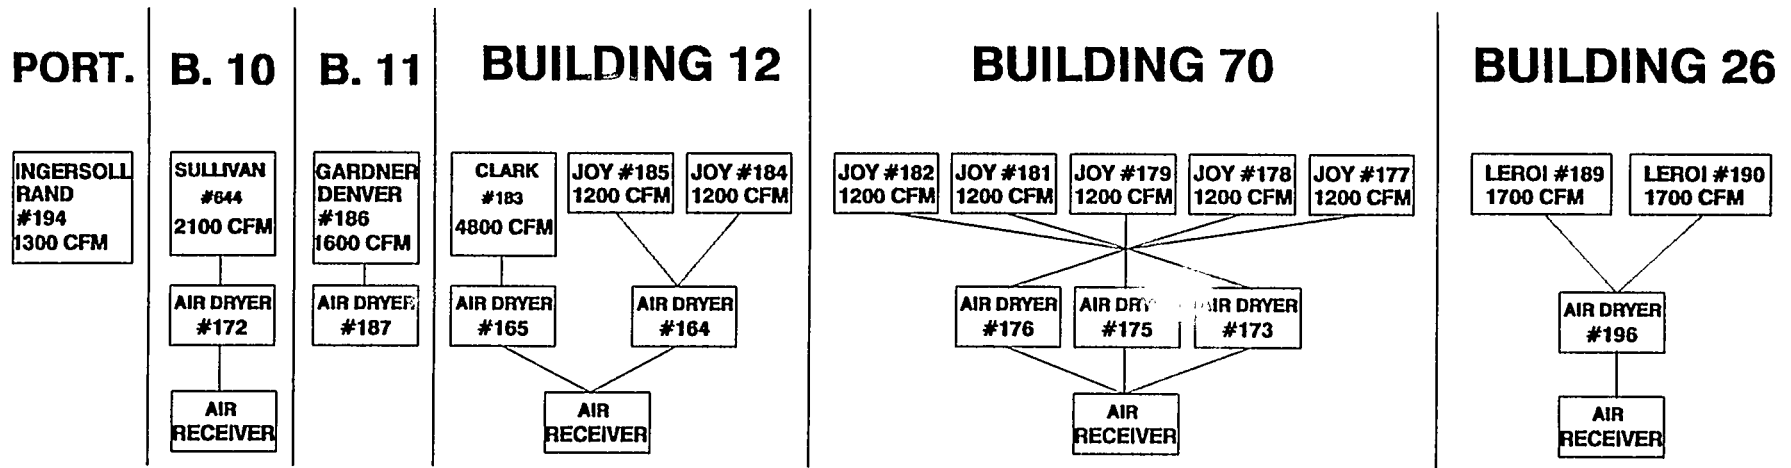 PORT.
B. 10
B. 11
BUILDING 12
BUILDING 70
BUILDING 26
INGERSOLL
RAND
#194
1300 CFM
SULLIVAN
#644
2100 CFM
GARDNER
DENVER
#186
1600 CFM
CLARK
#183
4800 CFM
JOY #185
1200 CFM
JOY #184
1200 CFM
JOY #182
1200 CFM
JOY #181
1200 CFM
JOY #179
1200 CFM
JOY #178
1200 CFM
JOY #177
1200 CFM
LEROI #189
1700 CFM
LEROI #190
1700 CFM
AIR DRYER
#172
AIR DRYER
#187
AIR DRYER
#165
AIR DRYER
#164
AIR DRYER
#176
AIR DRY
#175
AIR DRYER
#173
AIR DRYER
#196
AIR
RECEIVER
AIR
RECEIVER
AIR
RECEIVER
AIR
RECEIVER